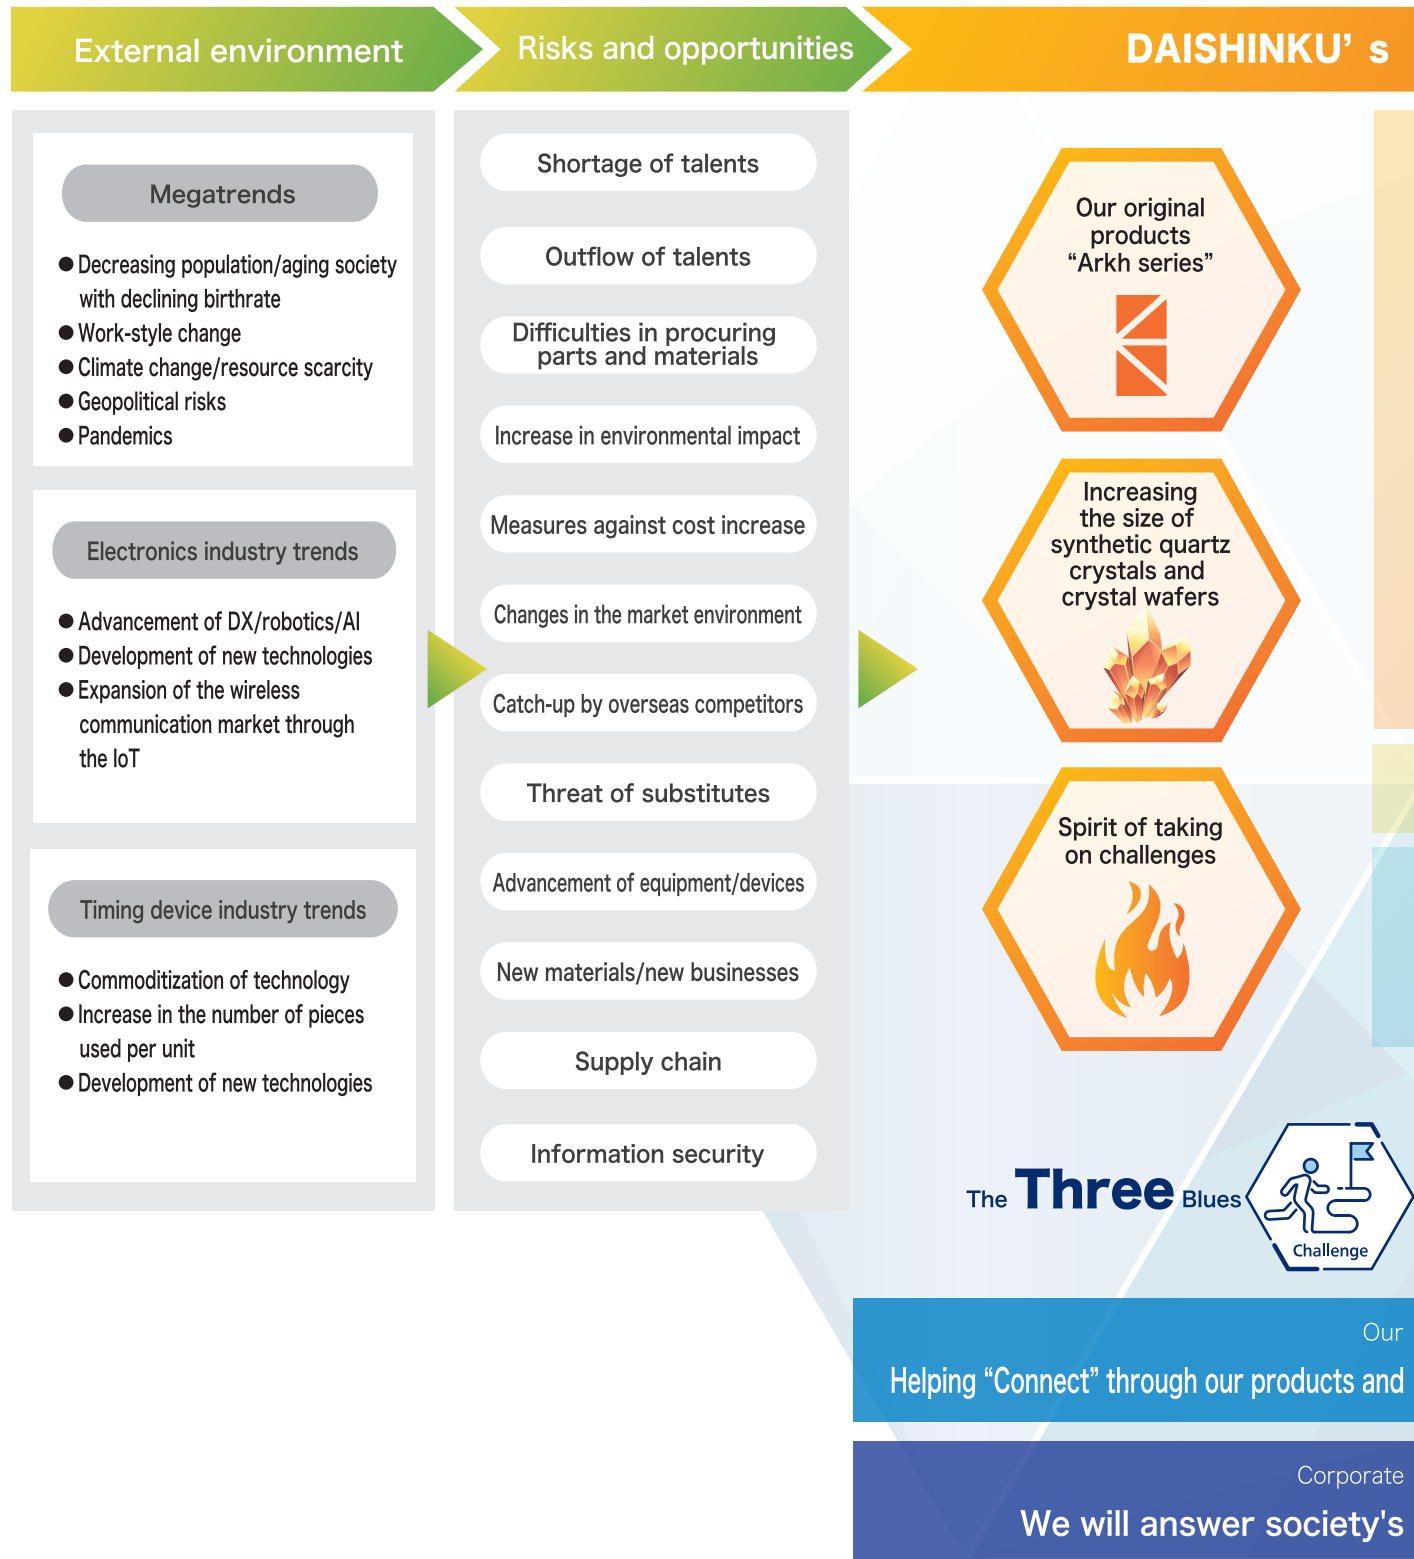 External environment
Risks and opportunities
DAISHINKU’ s
Megatrends
● Decreasing population/aging society
with declining birthrate
● Work-style change
● Climate change/resource scarcity
● Geopolitical risks
● Pandemics
Electronics industry trends
● Advancement of DX/robotics/AI
● Development of new technologies
● Expansion of the wireless
communication market through
the IoT
Timing device industry trends
● Commoditization of technology
● Increase in the number of pieces
used per unit
● Development of new technologies
Shortage of talents
Outflow of talents
Difficulties in procuring
parts and materials
Increase in environmental impact
Measures against cost increase
Changes in the market environment
Catch-up by overseas competitors
Threat of substitutes
Advancement of equipment/devices
New materials/new businesses
Supply chain
Information security
Our original
products
“Arkh series”
Increasing
the size of
synthetic quartz
crystals and
crystal wafers
Spirit of taking
on challenges
The Three Blues
Challenge
Our
Helping “Connect” through our products and
Corporate
We will answer society's